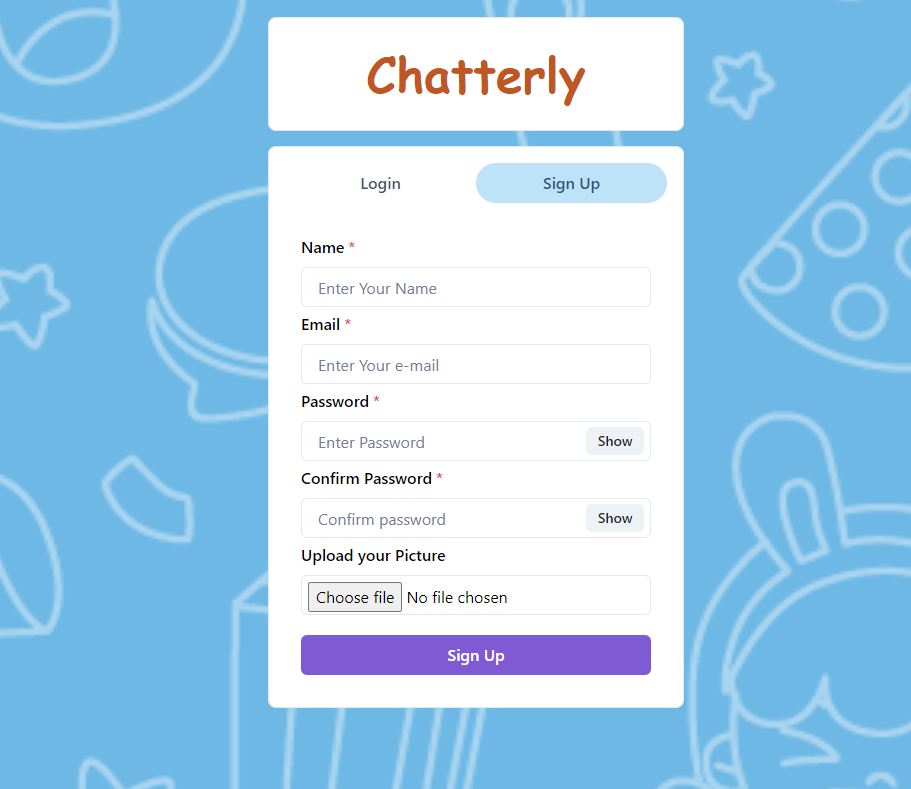 Chatterly
Login
Sign Up
Name *
Enter Your Name
Email *
Enter Your e-mail
Password *
Enter Password Show
Confirm Password *
Confirm password Show
Upload your Picture
Choose file No file chosen
Sign Up